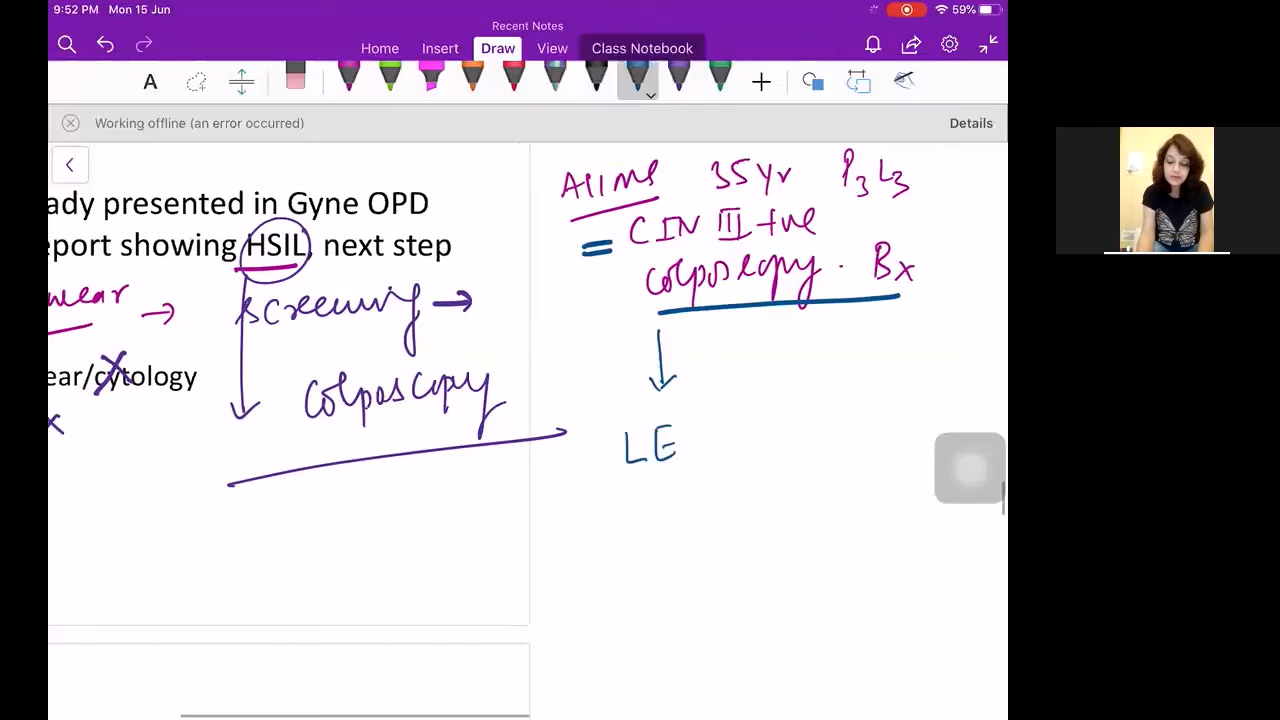 9:52 PM Mon 15 Jun
59%
Recent Notes
Home Insert Draw View Class Notebook
A
Working offline (an error occurred)
Details
ady presented in Gyne OPD
eport showing HSIL, next step
mear → screening →
ear/cytology
colposcopy
x
AIIMS 35yr P3L3
= CIN III +ve
colposcopy. Bx
LE